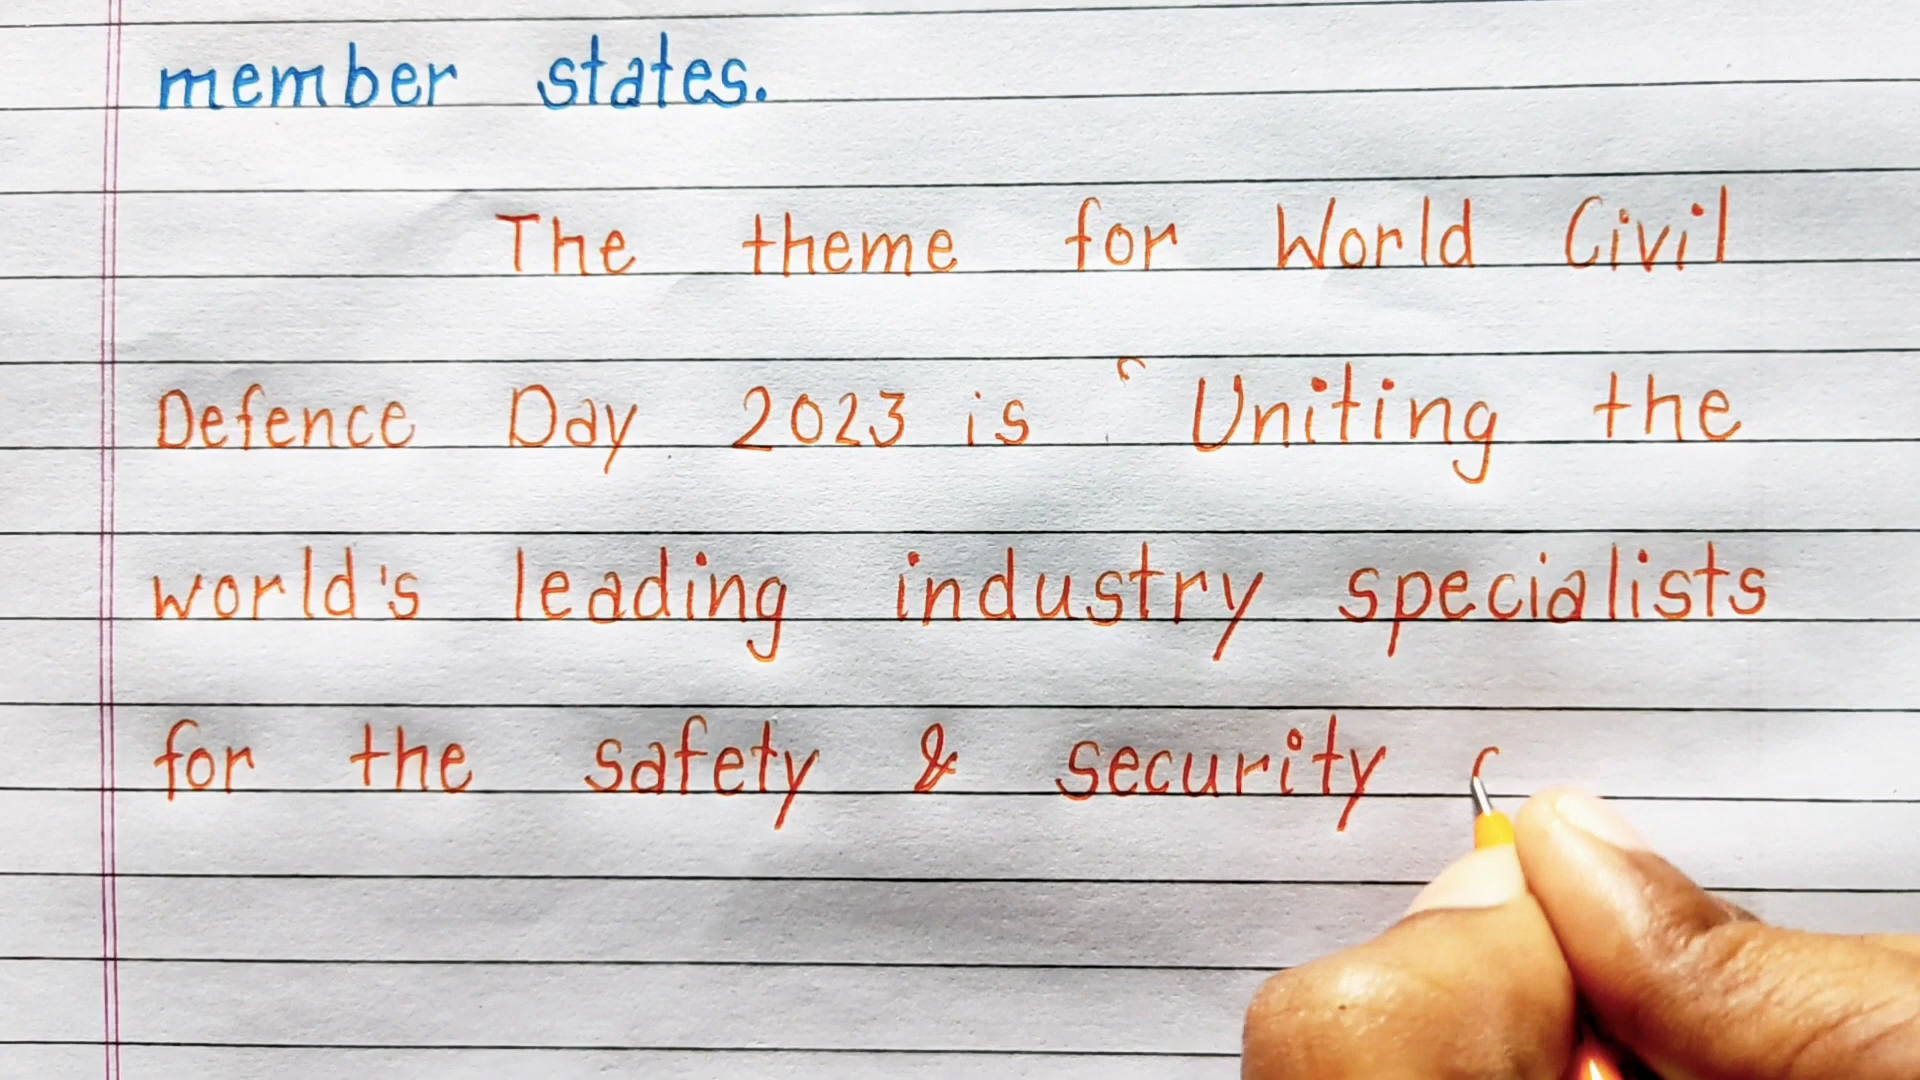 member states.
The theme for World Civil
Defence Day 2023 is ‘Uniting the
world's leading industry specialists
for the safety & security